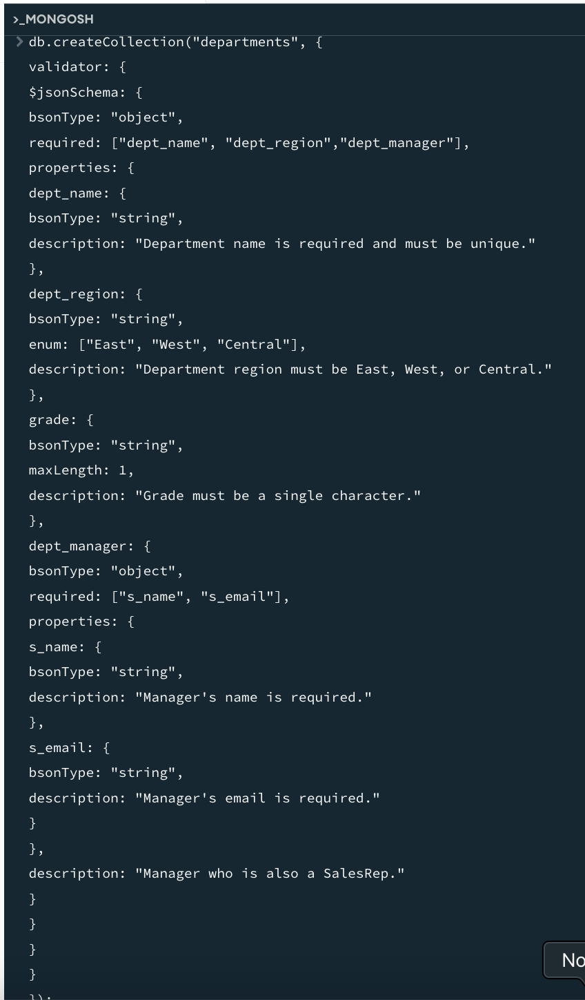 >_MONGOSH
> db.createCollection("departments", {
validator: {
$jsonSchema: {
bsonType: "object",
required: ["dept_name", "dept_region","dept_manager"],
properties: {
dept_name: {
bsonType: "string",
description: "Department name is required and must be unique."
},
dept_region: {
bsonType: "string",
enum: ["East", "West", "Central"],
description: "Department region must be East, West, or Central."
},
grade: {
bsonType: "string",
maxLength: 1,
description: "Grade must be a single character."
},
dept_manager: {
bsonType: "object",
required: ["s_name", "s_email"],
properties: {
s_name: {
bsonType: "string",
description: "Manager's name is required."
},
s_email: {
bsonType: "string",
description: "Manager's email is required."
}
},
description: "Manager who is also a SalesRep."
}
}
}
}
No
});